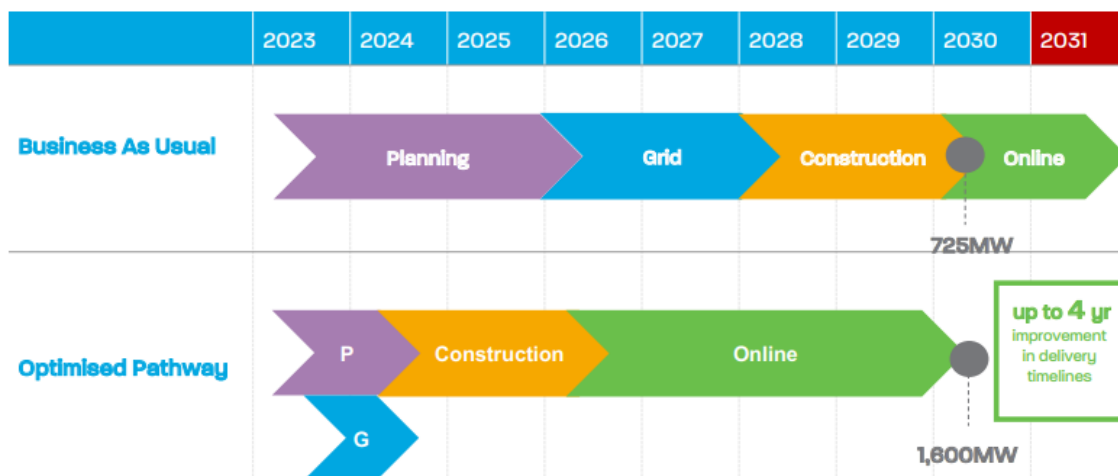 2023 2024 2025 2026 2027 2028 2029 2030 2031
Business As Usual
Planning Grid Construction Online
725MW
Optimised Pathway
P Construction Online
G
1,600MW
up to 4 yr
improvement
in delivery
timelines